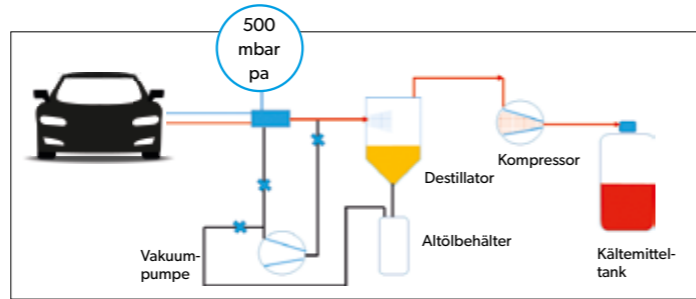 500
mbar
pa
Destillator
Kompressor
Altölbehälter
Vakuum-
pumpe
Kältemittel-
tank